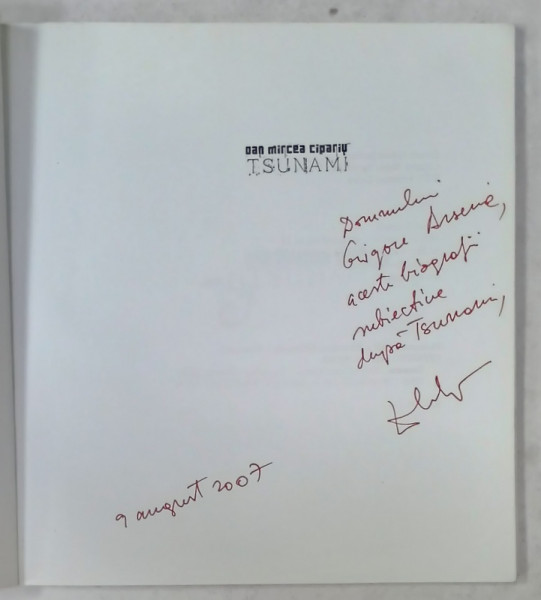 dan mircea cipariu
TSUNAMI
Domnului
Grigore Arsene,
aceste biografii
subiective
după Tsunami,
9 august 2007